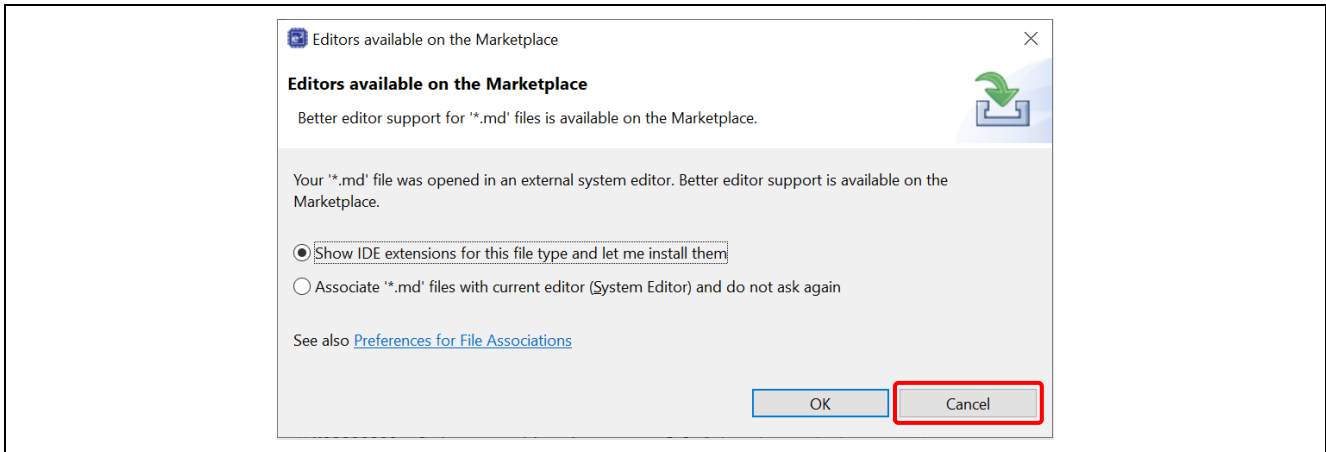 Editors available on the Marketplace
Editors available on the Marketplace
Better editor support for '*.md' files is available on the Marketplace.
Your '*.md' file was opened in an external system editor. Better editor support is available on the
Marketplace.
Show IDE extensions for this file type and let me install them
Associate '*.md' files with current editor (System Editor) and do not ask again
See also Preferences for File Associations
OK
Cancel